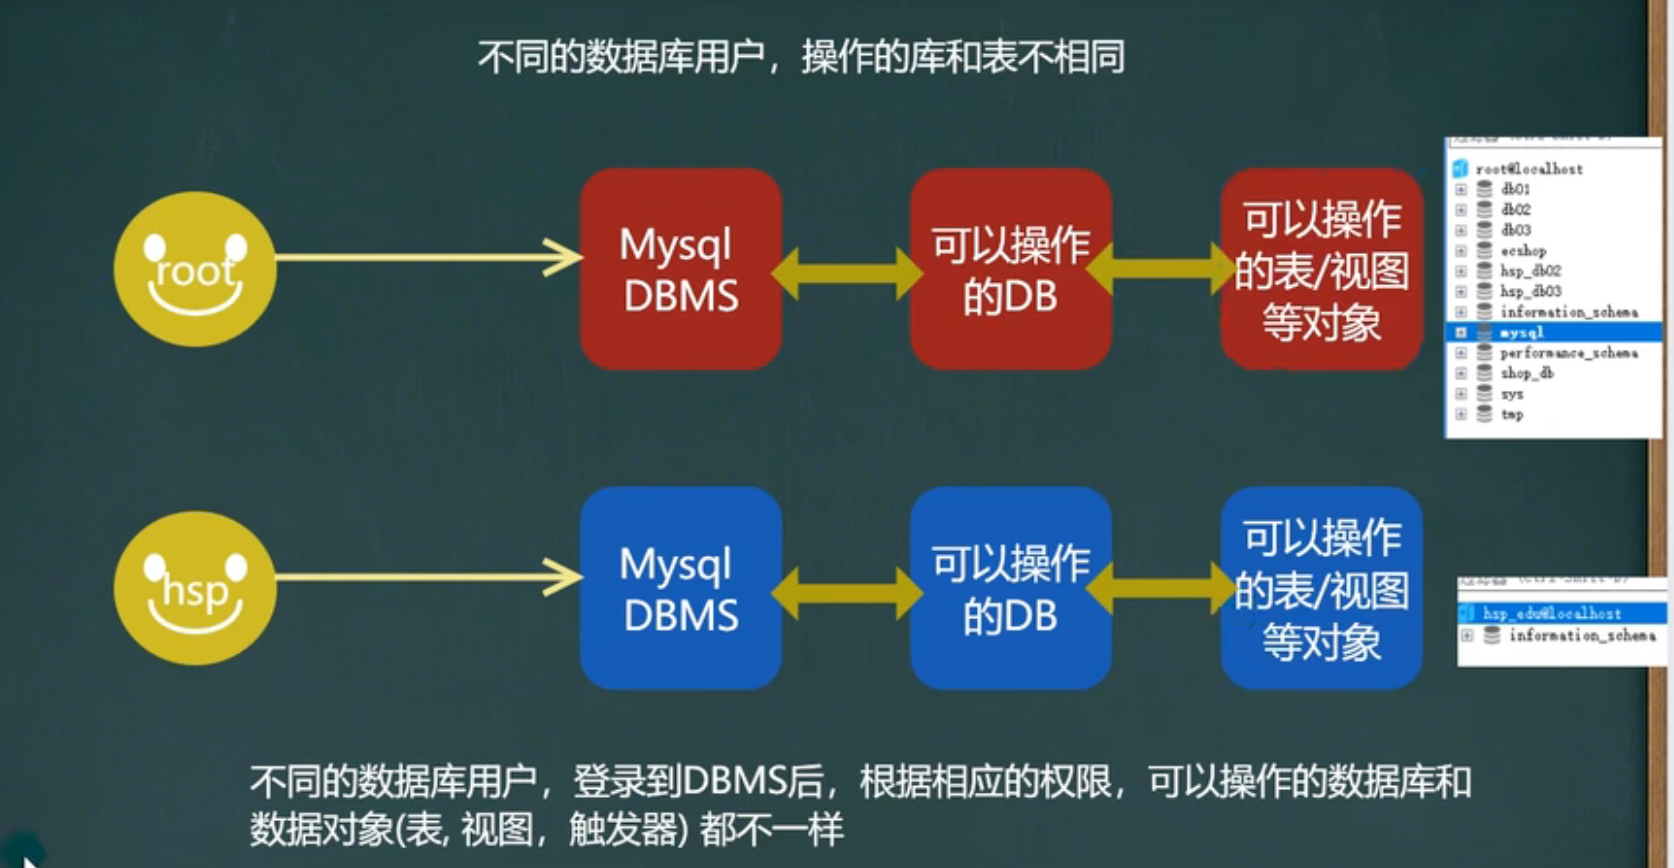 不同的数据库用户，操作的库和表不相同
root
Mysql
DBMS
可以操作
的DB
可以操作
的表/视图
等对象
root@localhost
db01
db02
db03
ecshop
hsp_db02
hsp_db03
information_schema
mysql
performance_schema
shop_db
sys
tmp
hsp
Mysql
DBMS
可以操作
的DB
可以操作
的表/视图
等对象
hsp_edu@localhost
information_schema
不同的数据库用户，登录到DBMS后，根据相应的权限，可以操作的数据库和
数据对象(表, 视图，触发器) 都不一样